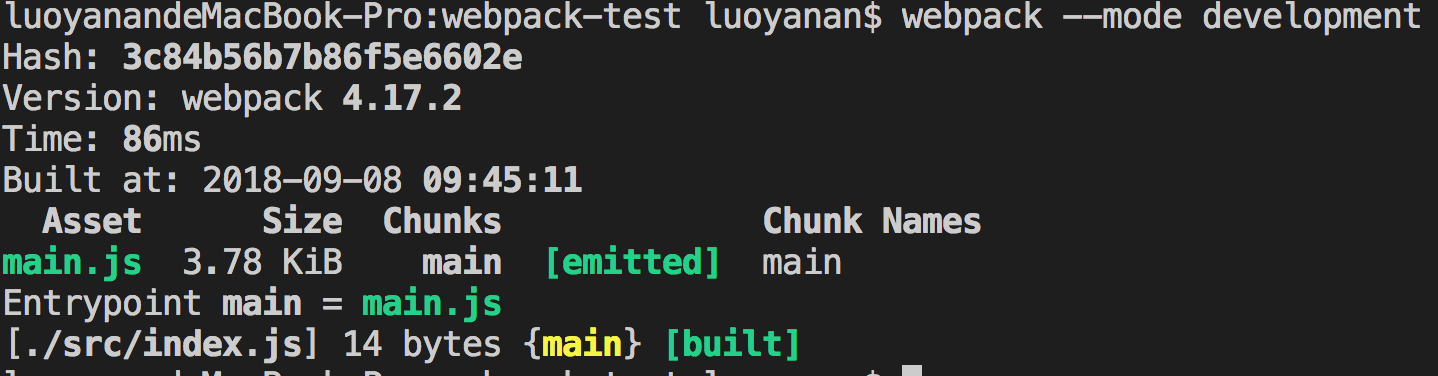 luoyanandeMacBook-Pro:webpack-test luoyanan$ webpack --mode development
Hash: 3c84b56b7b86f5e6602e
Version: webpack 4.17.2
Time: 86ms
Built at: 2018-09-08 09:45:11
Asset Size Chunks Chunk Names
main.js 3.78 KiB main [emitted] main
Entrypoint main = main.js
[./src/index.js] 14 bytes {main} [built]